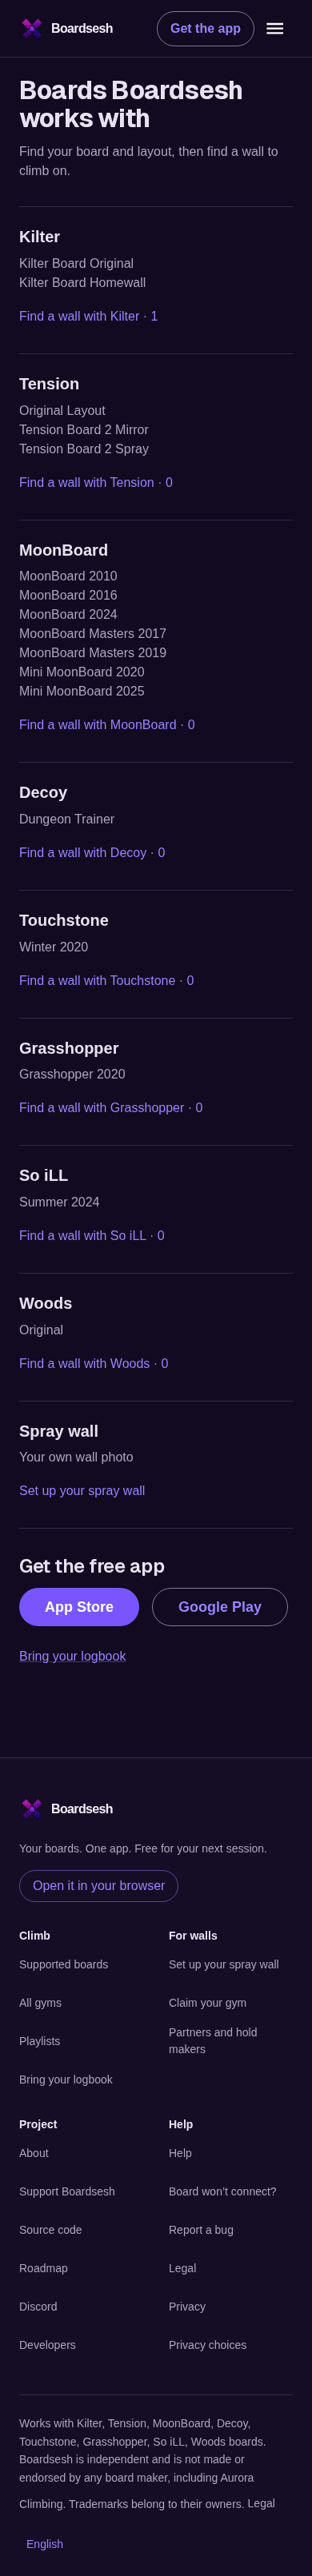 Boardsesh
Get the app
Boards Boardsesh
works with
Find your board and layout, then find a wall to
climb on.
Kilter
Kilter Board Original
Kilter Board Homewall
Find a wall with Kilter · 1
Tension
Original Layout
Tension Board 2 Mirror
Tension Board 2 Spray
Find a wall with Tension · 0
MoonBoard
MoonBoard 2010
MoonBoard 2016
MoonBoard 2024
MoonBoard Masters 2017
MoonBoard Masters 2019
Mini MoonBoard 2020
Mini MoonBoard 2025
Find a wall with MoonBoard · 0
Decoy
Dungeon Trainer
Find a wall with Decoy · 0
Touchstone
Winter 2020
Find a wall with Touchstone · 0
Grasshopper
Grasshopper 2020
Find a wall with Grasshopper · 0
So iLL
Summer 2024
Find a wall with So iLL · 0
Woods
Original
Find a wall with Woods · 0
Spray wall
Your own wall photo
Set up your spray wall
Get the free app
App Store
Google Play
Bring your logbook
Boardsesh
Your boards. One app. Free for your next session.
Open it in your browser
Climb
Supported boards
All gyms
Playlists
Bring your logbook
For walls
Set up your spray wall
Claim your gym
Partners and hold
makers
Project
About
Support Boardsesh
Source code
Roadmap
Discord
Developers
Help
Help
Board won't connect?
Report a bug
Legal
Privacy
Privacy choices
Works with Kilter, Tension, MoonBoard, Decoy,
Touchstone, Grasshopper, So iLL, Woods boards.
Boardsesh is independent and is not made or
endorsed by any board maker, including Aurora
Climbing. Trademarks belong to their owners. Legal
English